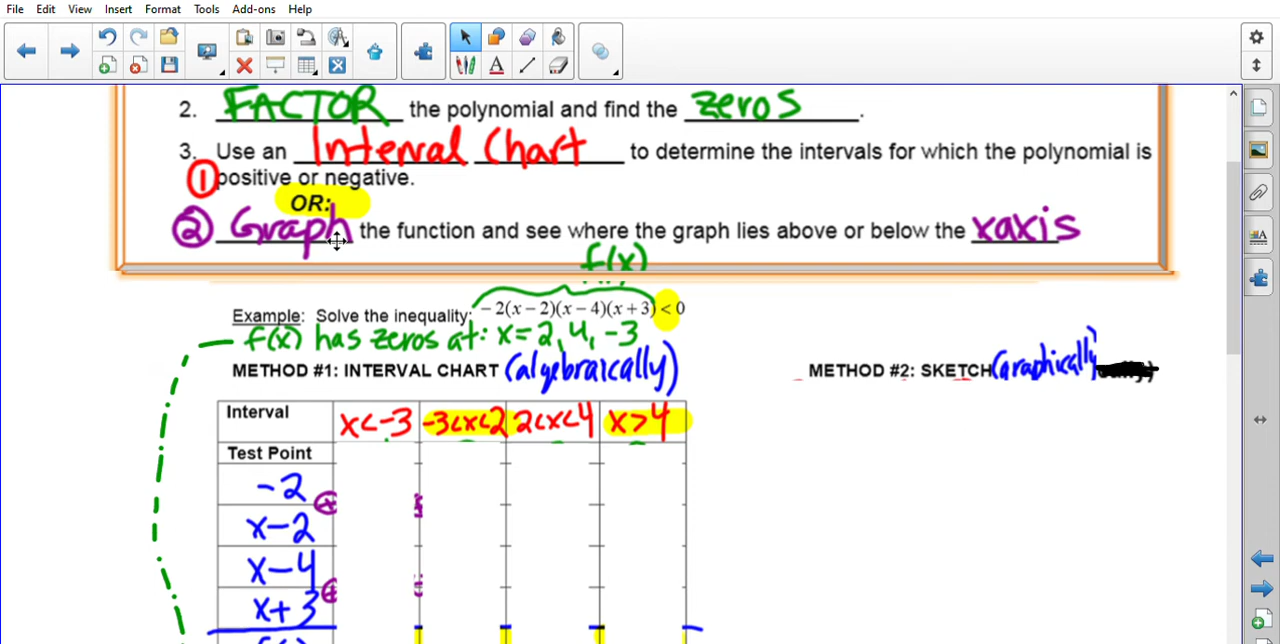 File Edit View Insert Format Tools Add-ons Help
2. FACTOR the polynomial and find the zeros.
3. Use an Interval Chart to determine the intervals for which the polynomial is
① positive or negative.
OR:
② Graph the function and see where the graph lies above or below the xaxis
f(x)
Example: Solve the inequality: −2(x−2)(x−4)(x+3) < 0
f(x) has zeros at: x=2, 4, -3
METHOD #1: INTERVAL CHART (algebraically)
METHOD #2: SKETCH (Graphically)
Interval x<-3 -3<x<2 2<x<4 x>4
Test Point
-2
x-2
x-4
x+3